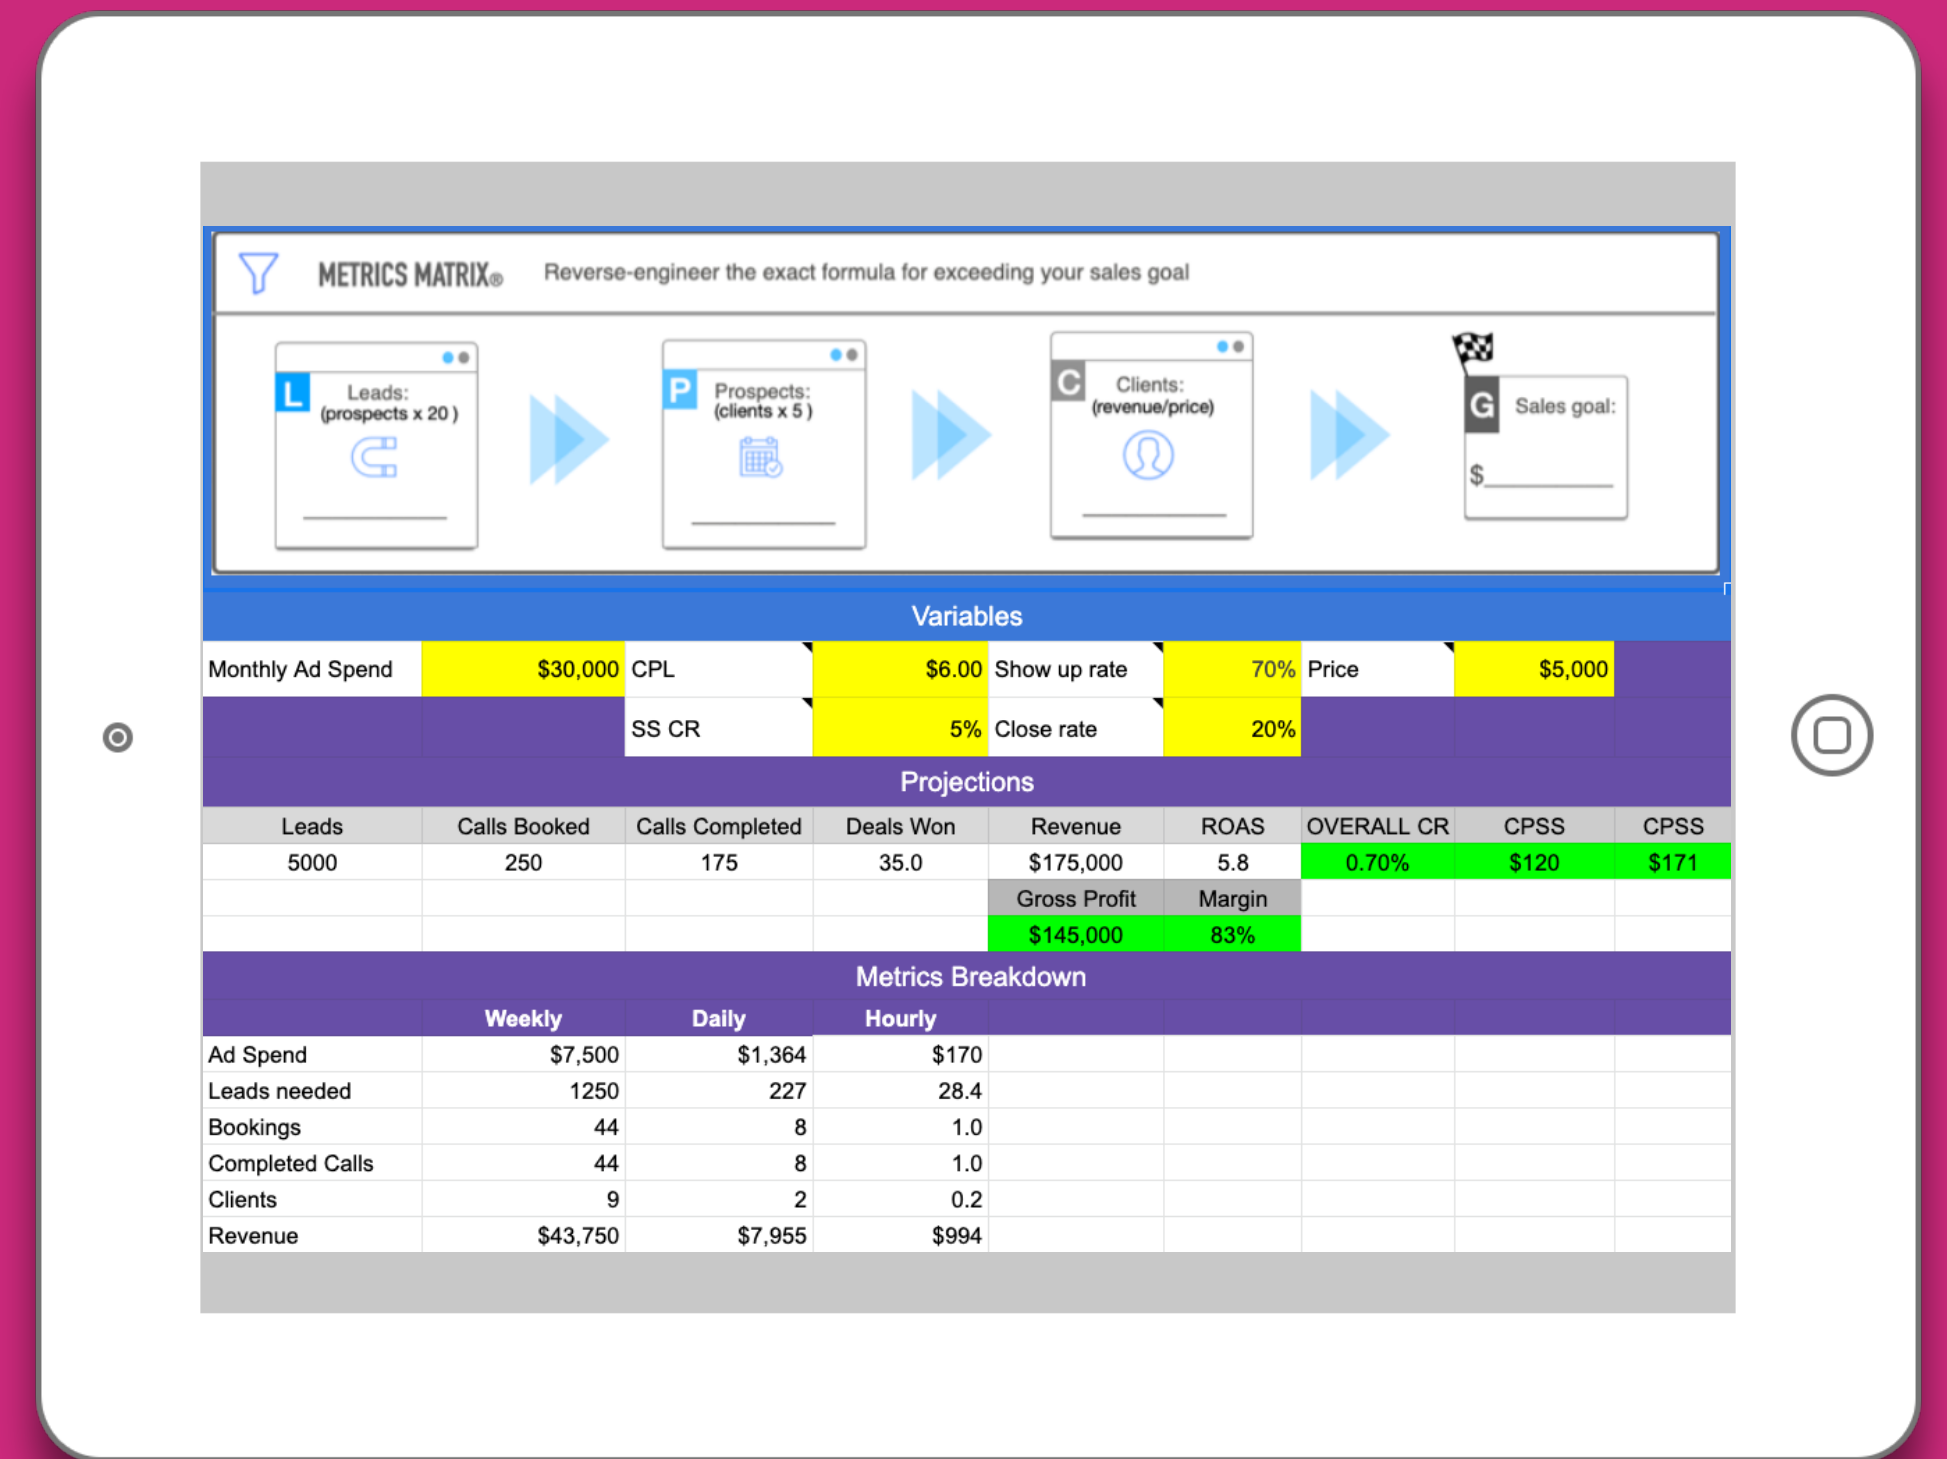 METRICS MATRIX® Reverse-engineer the exact formula for exceeding your sales goal
L Leads:
(prospects x 20 )
P Prospects:
(clients x 5 )
C Clients:
(revenue/price)
G Sales goal:
$
Variables
Monthly Ad Spend $30,000 CPL $6.00 Show up rate 70% Price $5,000
SS CR 5% Close rate 20%
Projections
Leads Calls Booked Calls Completed Deals Won Revenue ROAS OVERALL CR CPSS CPSS
5000 250 175 35.0 $175,000 5.8 0.70% $120 $171
Gross Profit Margin
$145,000 83%
Metrics Breakdown
Weekly Daily Hourly
Ad Spend $7,500 $1,364 $170
Leads needed 1250 227 28.4
Bookings 44 8 1.0
Completed Calls 44 8 1.0
Clients 9 2 0.2
Revenue $43,750 $7,955 $994